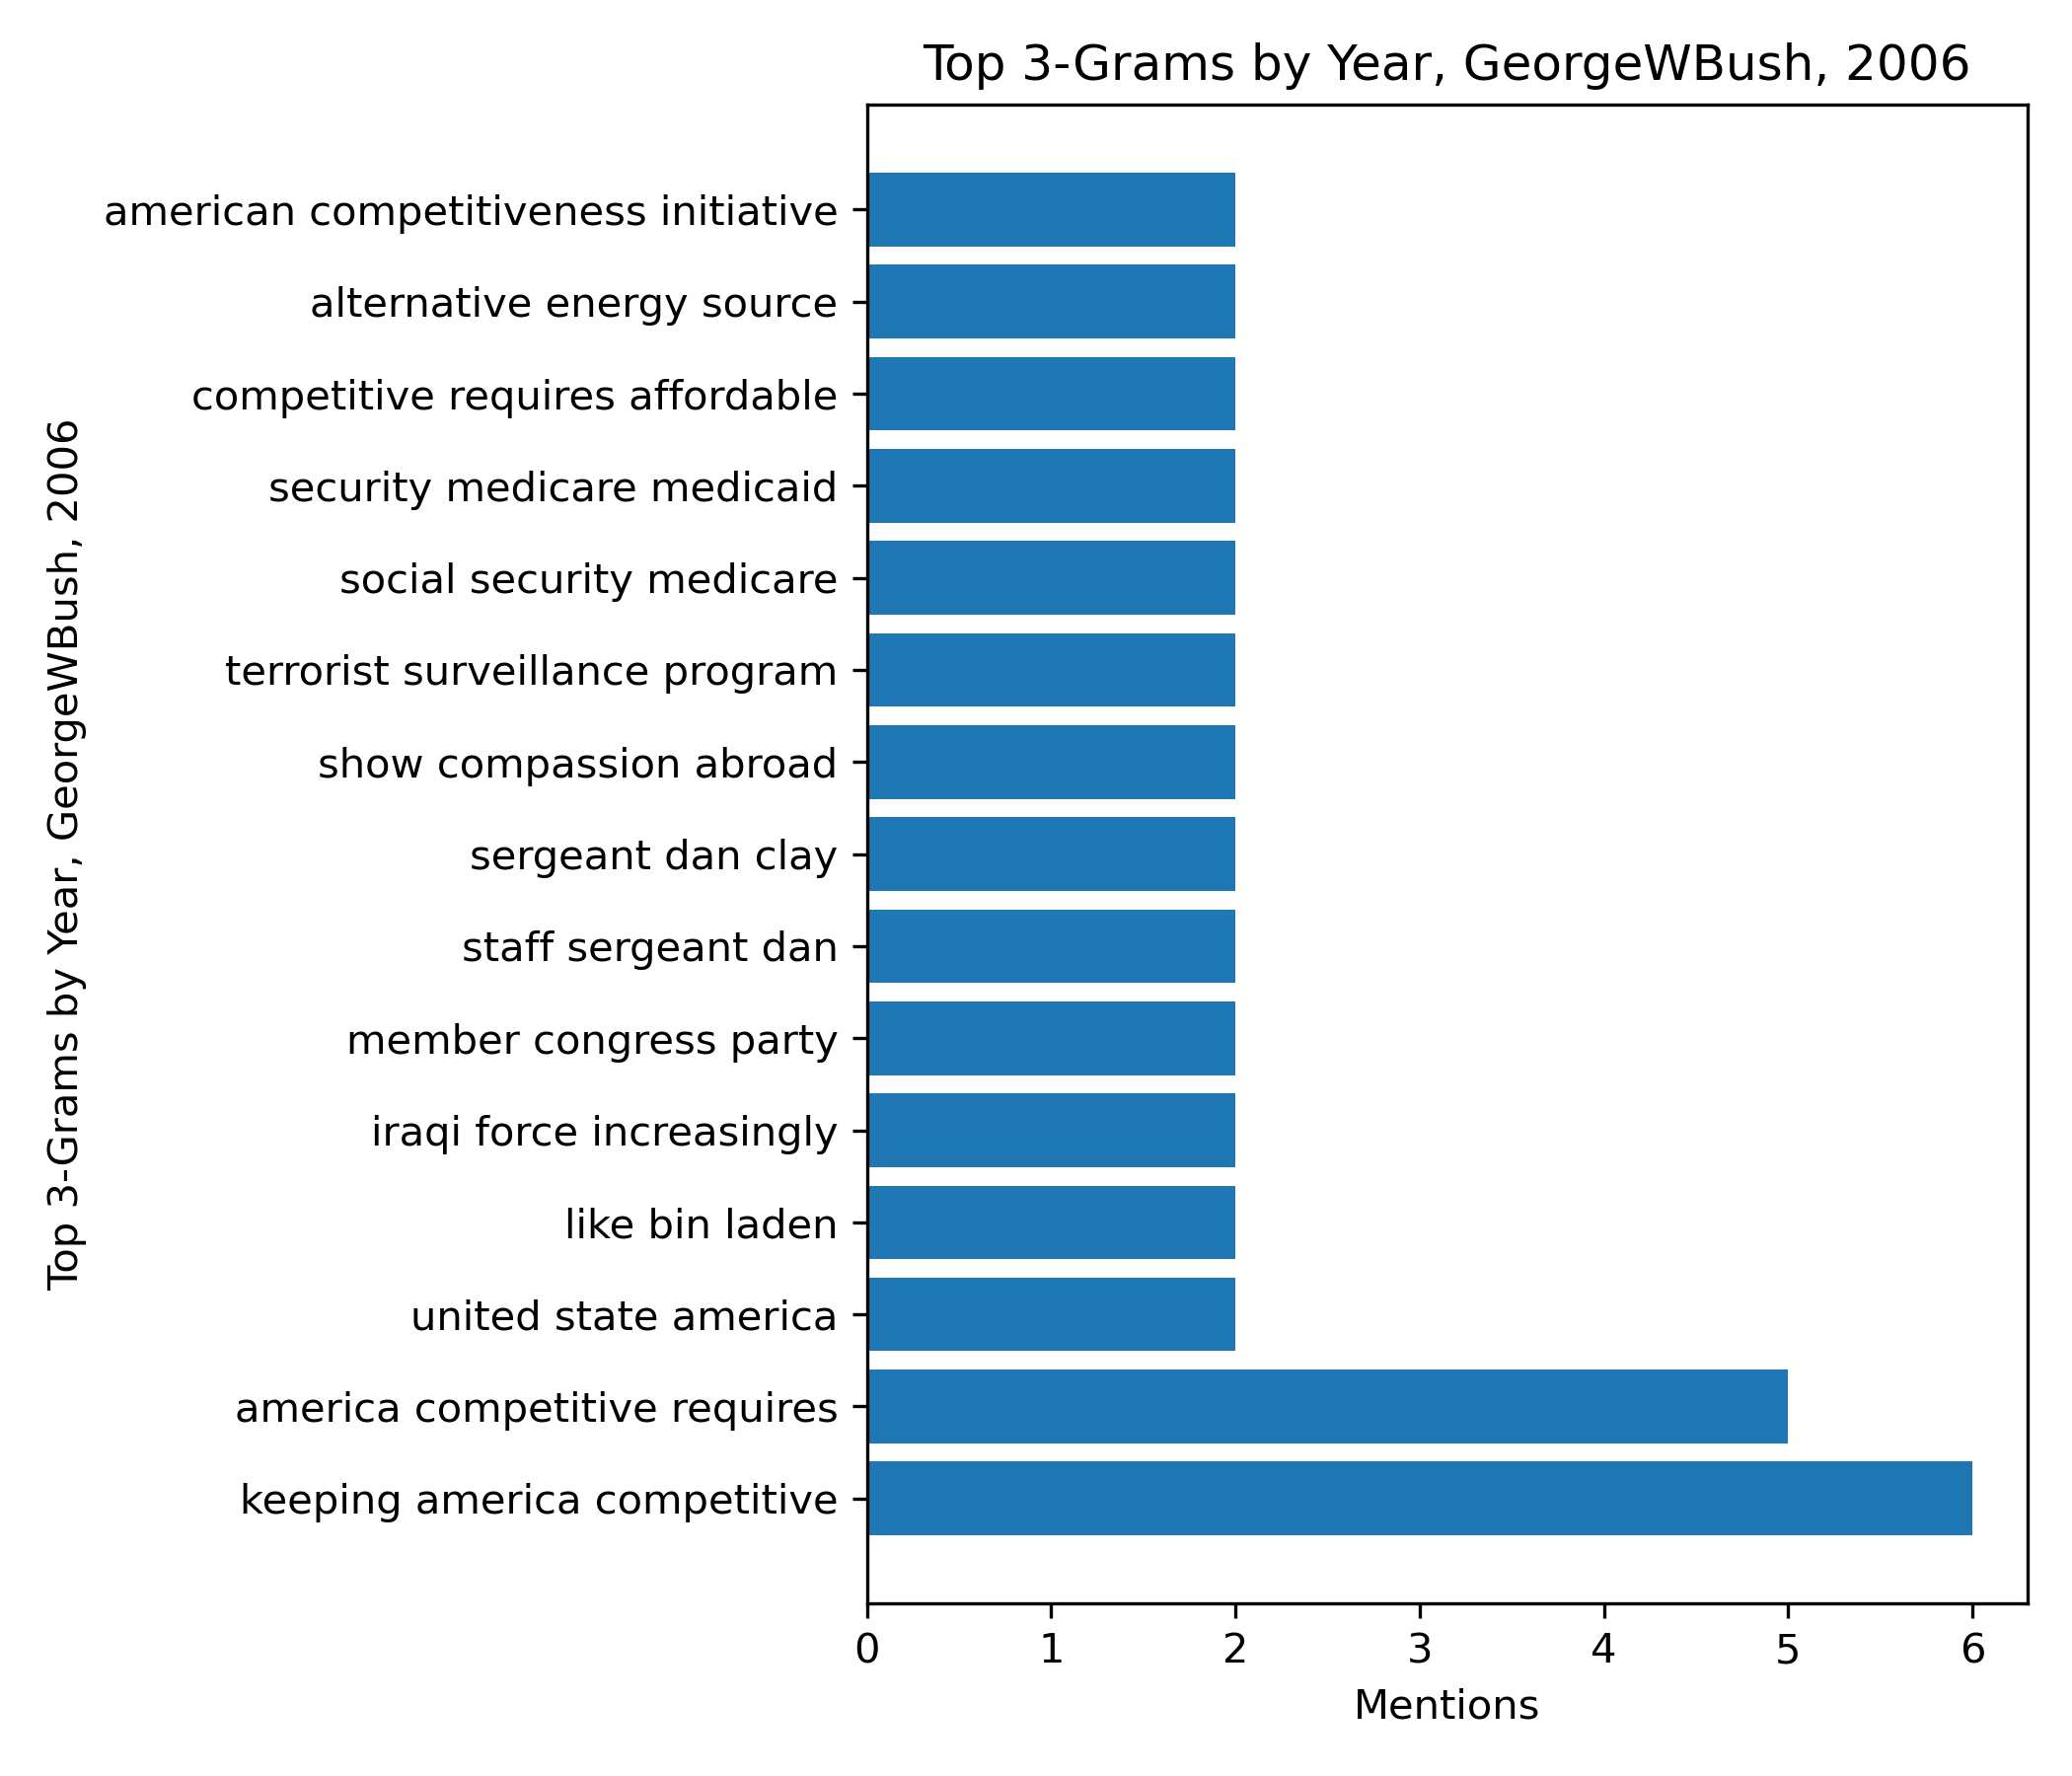 Top 3-Grams by Year, GeorgeWBush, 2006
Top 3-Grams by Year, GeorgeWBush, 2006
american competitiveness initiative
alternative energy source
competitive requires affordable
security medicare medicaid
social security medicare
terrorist surveillance program
show compassion abroad
sergeant dan clay
staff sergeant dan
member congress party
iraqi force increasingly
like bin laden
united state america
america competitive requires
keeping america competitive
0 1 2 3 4 5 6
Mentions